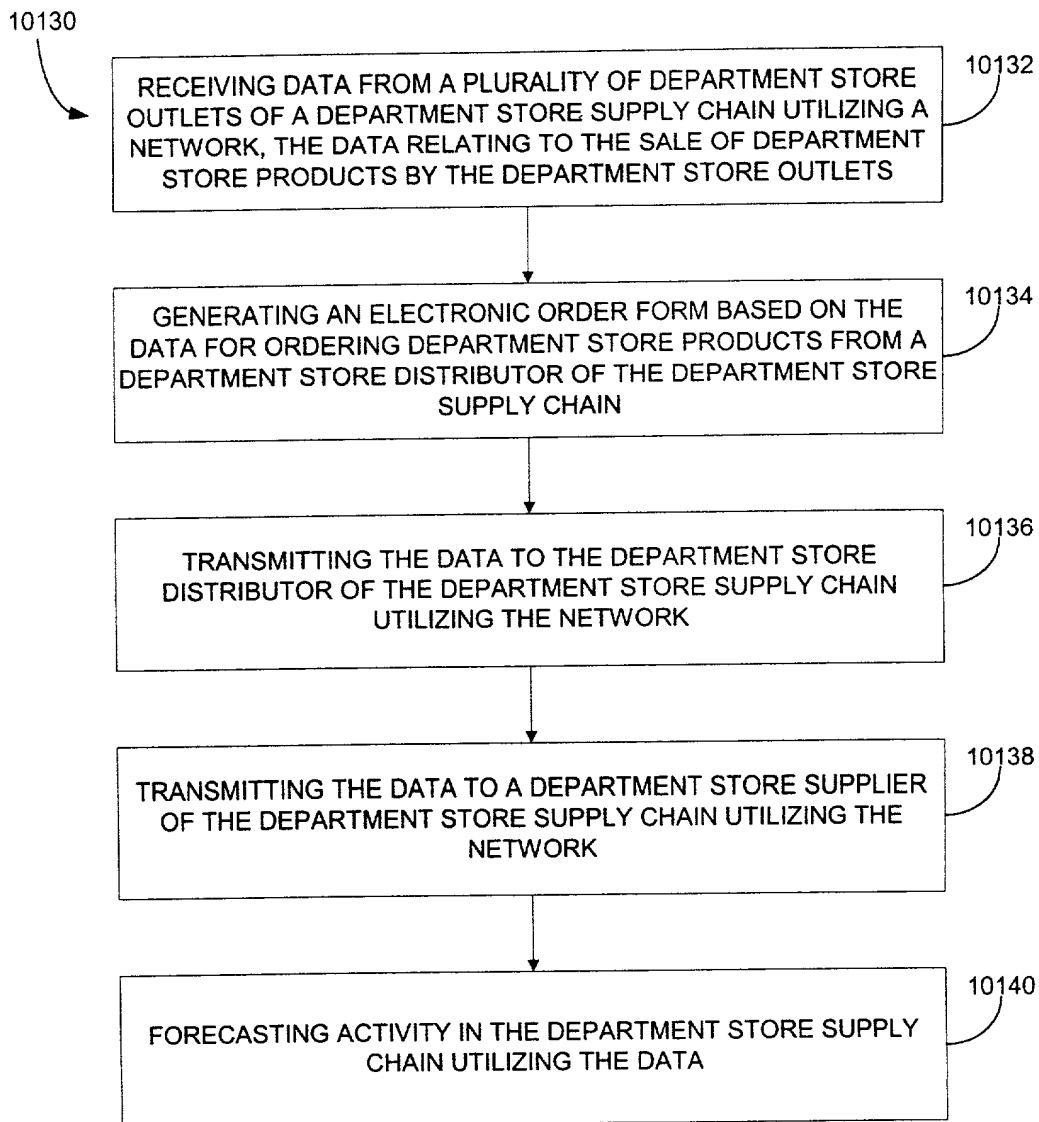 10130
RECEIVING DATA FROM A PLURALITY OF DEPARTMENT
STORE
OUTLETS OF A DEPARTMENT STORE SUPPLY CHAIN UTILIZING A
NETWORK, THE DATA RELATING TO THE SALE OF DEPARTMENT
STORE PRODUCTS BY THE DEPARTMENT STORE OUTLETS
10132
GENERATING AN ELECTRONIC ORDER FORM BASED ON THE
DATA FOR ORDERING DEPARTMENT STORE PRODUCTS FROM A
DEPARTMENT STORE DISTRIBUTOR OF THE DEPARTMENT STORE
SUPPLY CHAIN
10134
TRANSMITTING THE DATA TO THE DEPARTMENT STORE
DISTRIBUTOR OF THE DEPARTMENT STORE SUPPLY CHAIN
UTILIZING THE NETWORK
10136
TRANSMITTING THE DATA TO A DEPARTMENT STORE SUPPLIER
OF THE DEPARTMENT STORE SUPPLY CHAIN UTILIZING THE
NETWORK
10138
FORECASTING ACTIVITY IN THE DEPARTMENT STORE SUPPLY
CHAIN UTILIZING THE DATA
10140